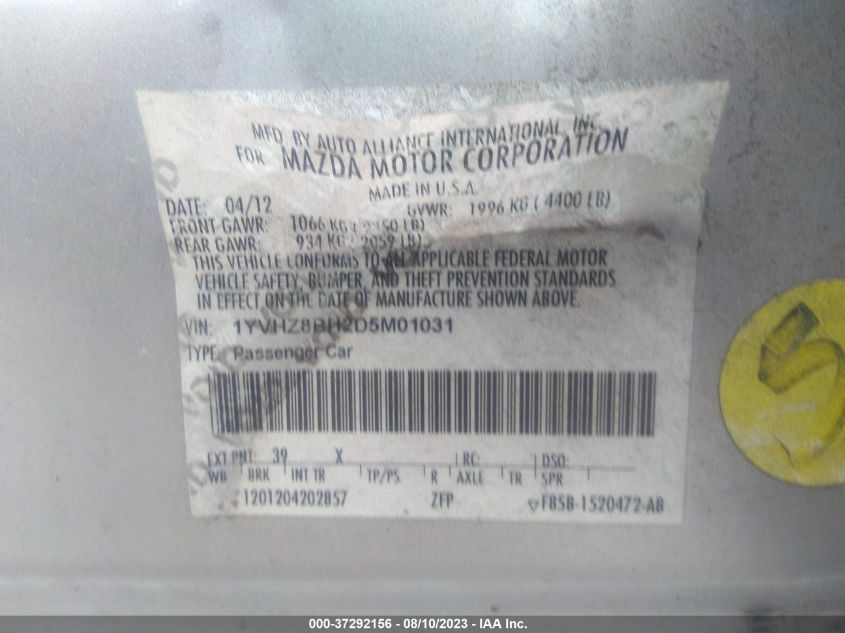 MFD. BY AUTO ALLIANCE INTERNATIONAL, INC.
FOR MAZDA MOTOR CORPORATION
MADE IN U.S.A.
DATE: 04/12 GVWR: 1996 KG ( 4400 LB)
FRONT GAWR: 1066 KG ( 2350 LB)
REAR GAWR: 934 KG ( 2059 LB)
THIS VEHICLE CONFORMS TO ALL APPLICABLE FEDERAL MOTOR
VEHICLE SAFETY, BUMPER, AND THEFT PREVENTION STANDARDS
IN EFFECT ON THE DATE OF MANUFACTURE SHOWN ABOVE.
VIN: 1YVHZ8BH2D5M01031
TYPE: Passenger Car
EXT PNT: 39 X RC: DSO:
WB BRK INT TR TP/PS R AXLE TR SPR
1201204202857 ZFP F85B-1520472-AB
5
000-37292156 - 08/10/2023 - IAA Inc.